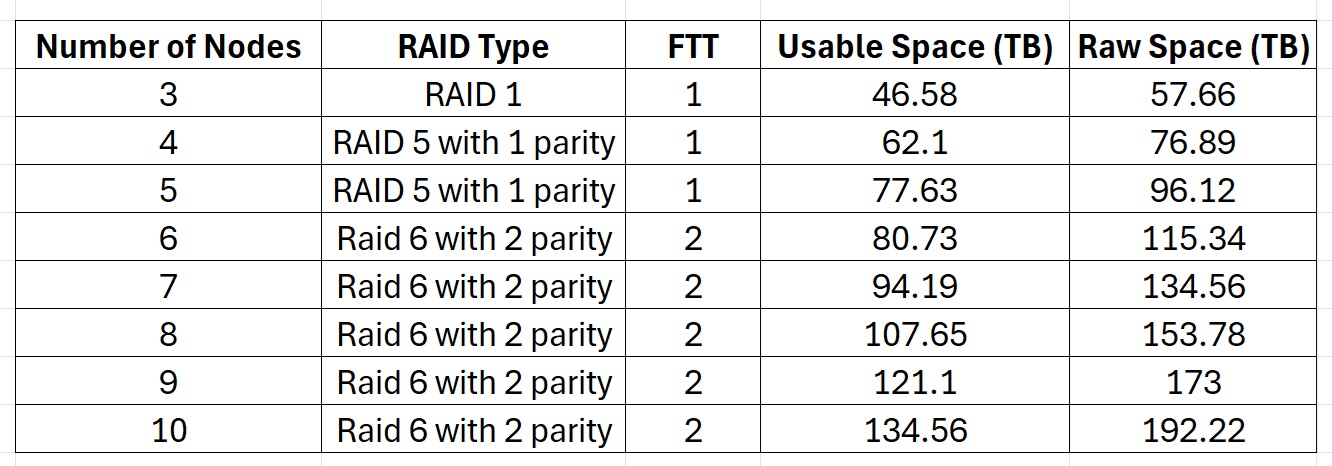 Number of Nodes RAID Type FTT Usable Space (TB) Raw Space (TB)
3 RAID 1 1 46.58 57.66
4 RAID 5 with 1 parity 1 62.1 76.89
5 RAID 5 with 1 parity 1 77.63 96.12
6 Raid 6 with 2 parity 2 80.73 115.34
7 Raid 6 with 2 parity 2 94.19 134.56
8 Raid 6 with 2 parity 2 107.65 153.78
9 Raid 6 with 2 parity 2 121.1 173
10 Raid 6 with 2 parity 2 134.56 192.22